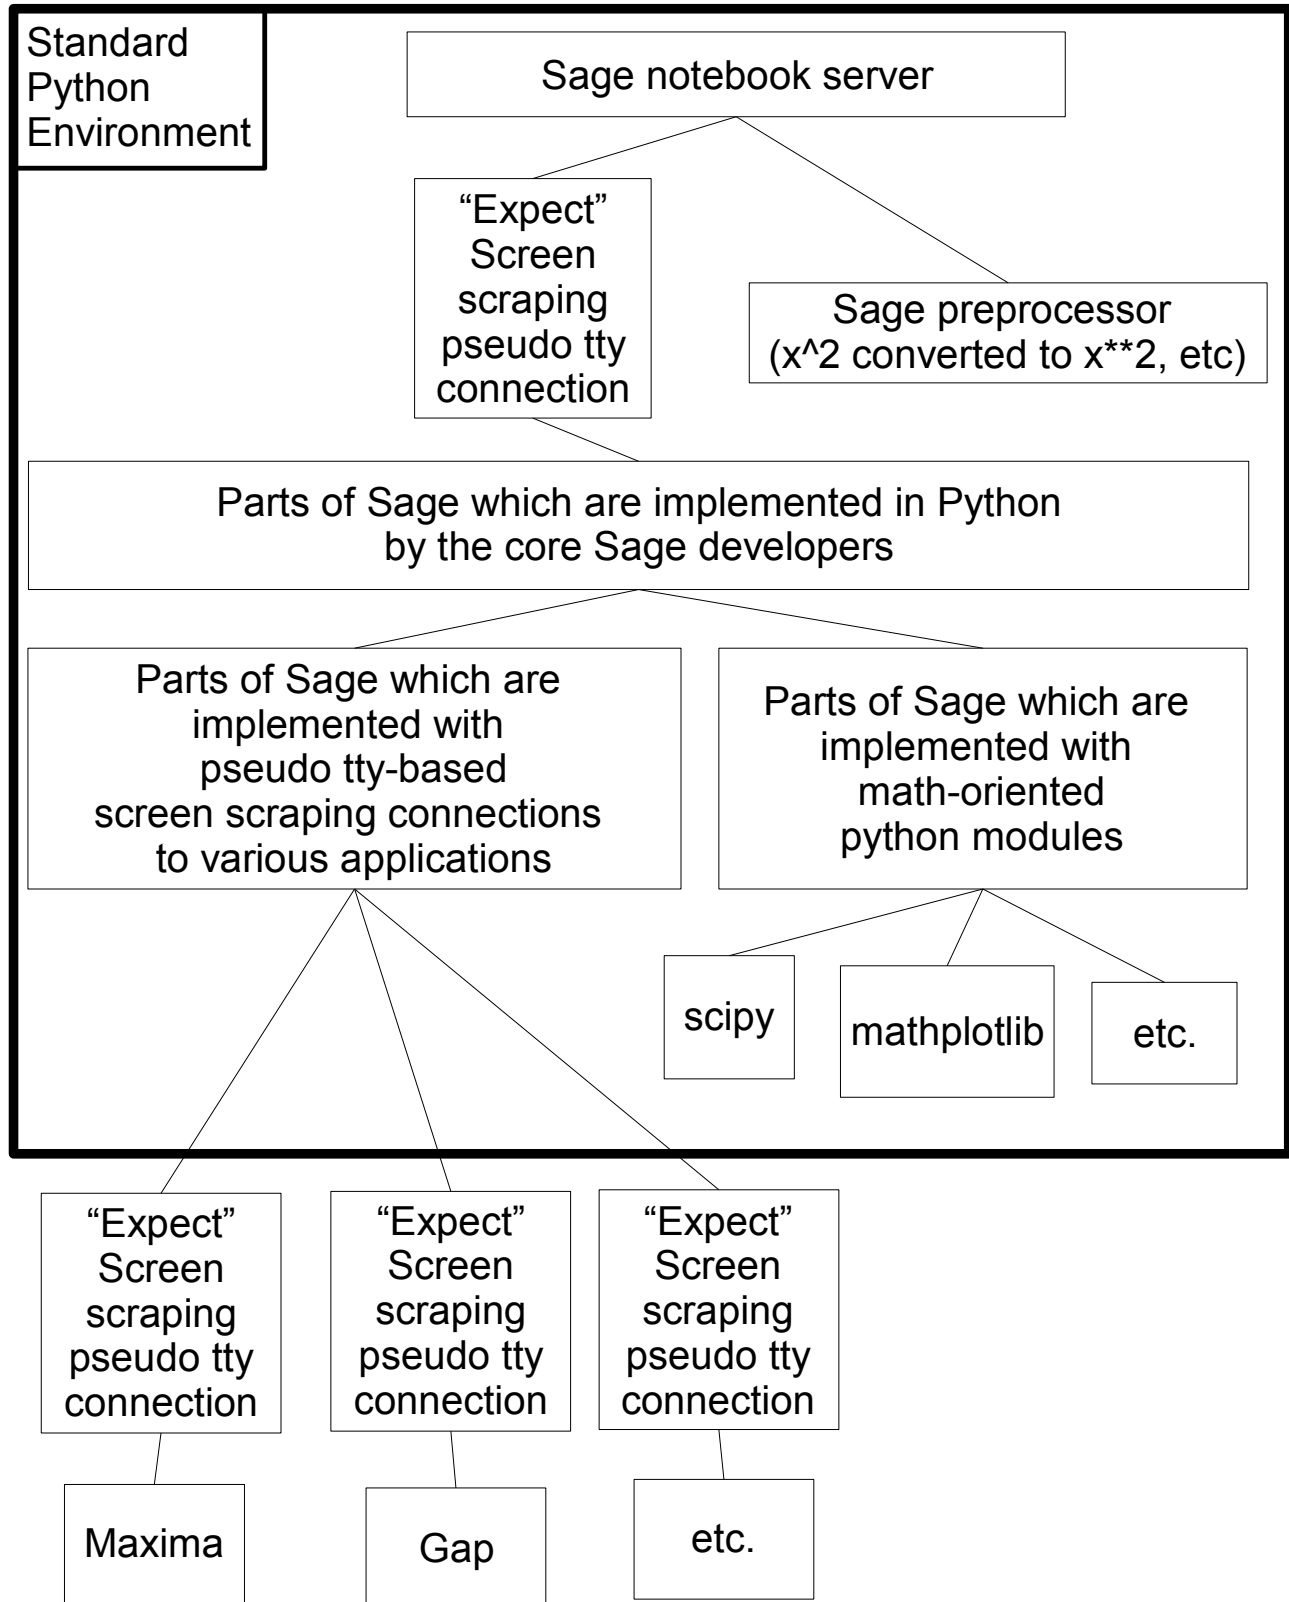 Standard
Python
Environment
Sage notebook server
“Expect”
Screen
scraping
pseudo tty
connection
Sage preprocessor
(x^2 converted to x**2, etc)
Parts of Sage which are implemented in Python
by the core Sage developers
Parts of Sage which are
implemented with
pseudo tty-based
screen scraping connections
to various applications
Parts of Sage which are
implemented with
math-oriented
python modules
scipy
mathplotlib
etc.
“Expect”
Screen
scraping
pseudo tty
connection
“Expect”
Screen
scraping
pseudo tty
connection
“Expect”
Screen
scraping
pseudo tty
connection
Maxima
Gap
etc.